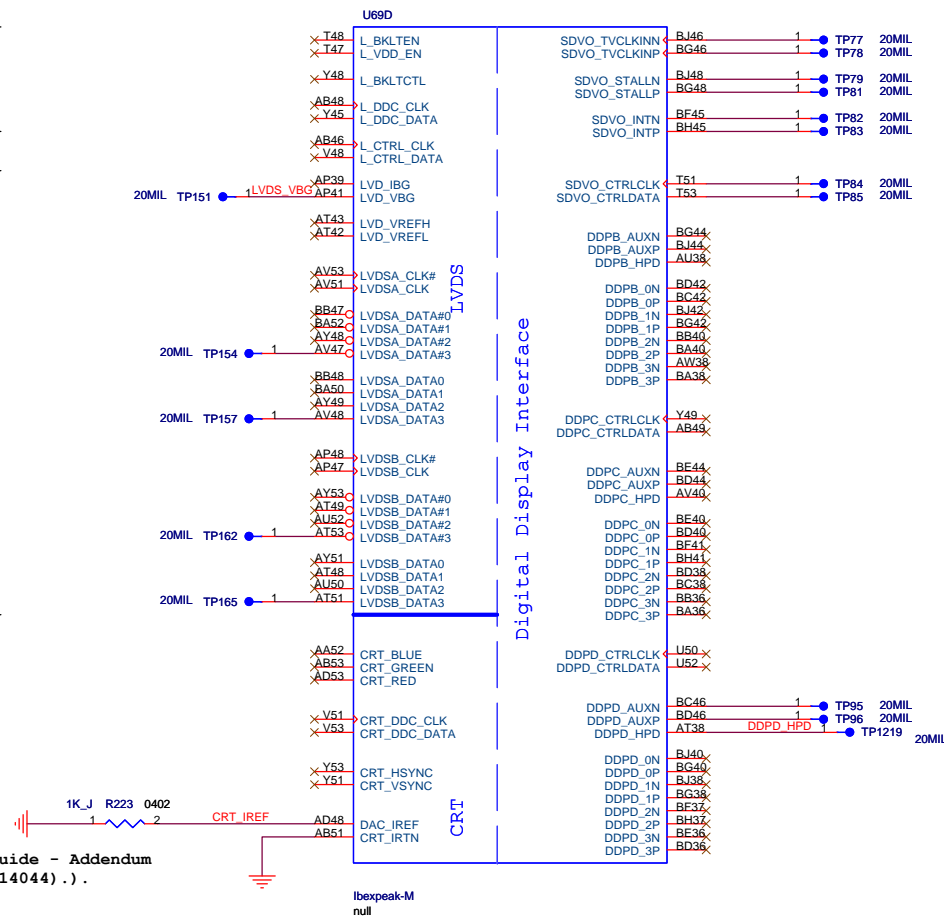 U69D
T48 L_BKLTEN
T47 L_VDD_EN
Y48 L_BKLTCTL
AB48 L_DDC_CLK
Y45 L_DDC_DATA
AB46 L_CTRL_CLK
V48 L_CTRL_DATA
AP39 LVD_IBG
20MIL TP151 1 LVDS_VBG AP41 LVD_VBG
AT43 LVD_VREFH
AT42 LVD_VREFL
AV53 LVDSA_CLK#
AV51 LVDSA_CLK
BB47 LVDSA_DATA#0
BA52 LVDSA_DATA#1
AY48 LVDSA_DATA#2
20MIL TP154 1 AV47 LVDSA_DATA#3
BB48 LVDSA_DATA0
BA50 LVDSA_DATA1
AY49 LVDSA_DATA2
20MIL TP157 1 AV48 LVDSA_DATA3
AP48 LVDSB_CLK#
AP47 LVDSB_CLK
AY53 LVDSB_DATA#0
AT49 LVDSB_DATA#1
AU52 LVDSB_DATA#2
20MIL TP162 1 AT53 LVDSB_DATA#3
AY51 LVDSB_DATA0
AT48 LVDSB_DATA1
AU50 LVDSB_DATA2
20MIL TP165 1 AT51 LVDSB_DATA3
AA52 CRT_BLUE
AB53 CRT_GREEN
AD53 CRT_RED
V51 CRT_DDC_CLK
V53 CRT_DDC_DATA
Y53 CRT_HSYNC
Y51 CRT_VSYNC
1K_J R223 0402
1 2 CRT_IREF AD48 DAC_IREF
AB51 CRT_IRTN
LVDS
CRT
Digital Display Interface
SDVO_TVCLKINN BJ46 1 TP77 20MIL
SDVO_TVCLKINP BG46 1 TP78 20MIL
SDVO_STALLN BJ48 1 TP79 20MIL
SDVO_STALLP BG48 1 TP81 20MIL
SDVO_INTN BF45 1 TP82 20MIL
SDVO_INTP BH45 1 TP83 20MIL
SDVO_CTRLCLK T51 1 TP84 20MIL
SDVO_CTRLDATA T53 1 TP85 20MIL
DDPB_AUXN BG44
DDPB_AUXP BJ44
DDPB_HPD AU38
DDPB_0N BD42
DDPB_0P BC42
DDPB_1N BJ42
DDPB_1P BG42
DDPB_2N BB40
DDPB_2P BA40
DDPB_3N AW38
DDPB_3P BA38
DDPC_CTRLCLK Y49
DDPC_CTRLDATA AB49
DDPC_AUXN BE44
DDPC_AUXP BD44
DDPC_HPD AV40
DDPC_0N BE40
DDPC_0P BD40
DDPC_1N BF41
DDPC_1P BH41
DDPC_2N BD38
DDPC_2P BC38
DDPC_3N BB36
DDPC_3P BA36
DDPD_CTRLCLK U50
DDPD_CTRLDATA U52
DDPD_AUXN BC46 1 TP95 20MIL
DDPD_AUXP BD46 1 TP96 20MIL
DDPD_HPD AT38 DDPD_HPD 1 TP1219 20MIL
DDPD_0N BJ40
DDPD_0P BG40
DDPD_1N BJ38
DDPD_1P BG38
DDPD_2N BF37
DDPD_2P BH37
DDPD_3N BE36
DDPD_3P BD36
uide - Addendum
14044).).
Ibexpeak-M
null